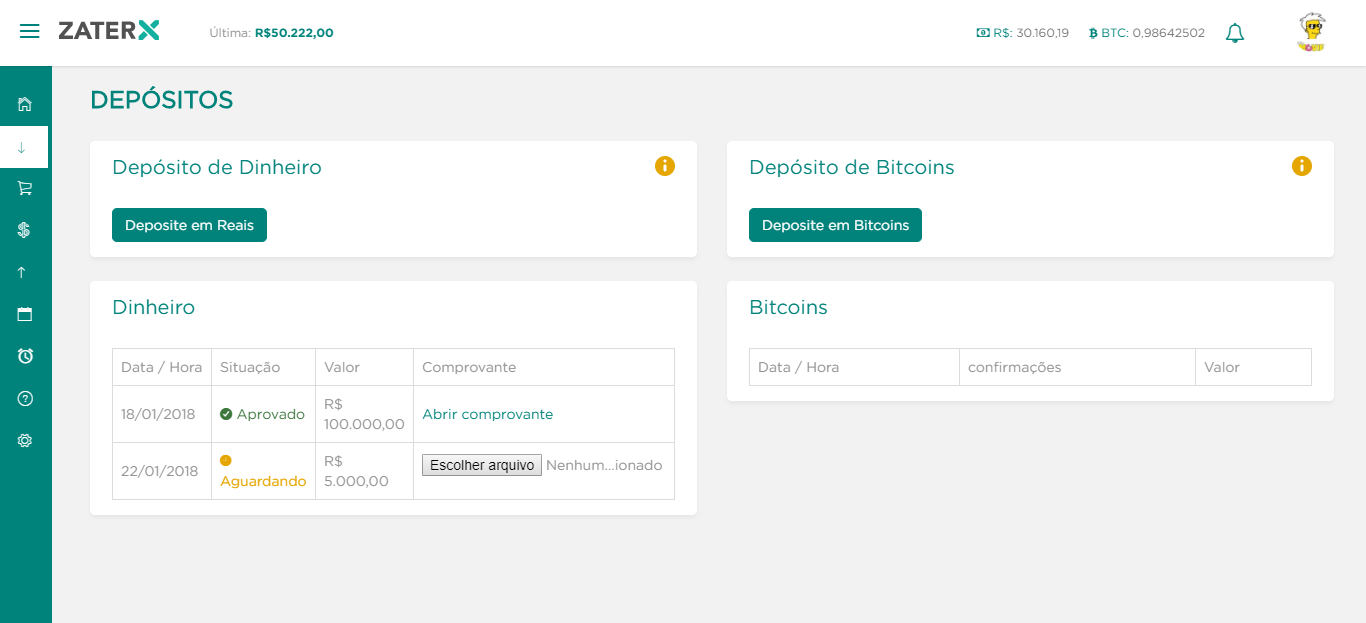 ZATERX
Última: R$50.222,00
R$: 30.160,19
BTC: 0,98642502
DEPÓSITOS
Depósito de Dinheiro
Deposite em Reais
Depósito de Bitcoins
Deposite em Bitcoins
Dinheiro
Data / Hora Situação Valor Comprovante
18/01/2018 Aprovado R$ 100.000,00 Abrir comprovante
22/01/2018 Aguardando R$ 5.000,00 Escolher arquivo Nenhum...ionado
Bitcoins
Data / Hora confirmações Valor